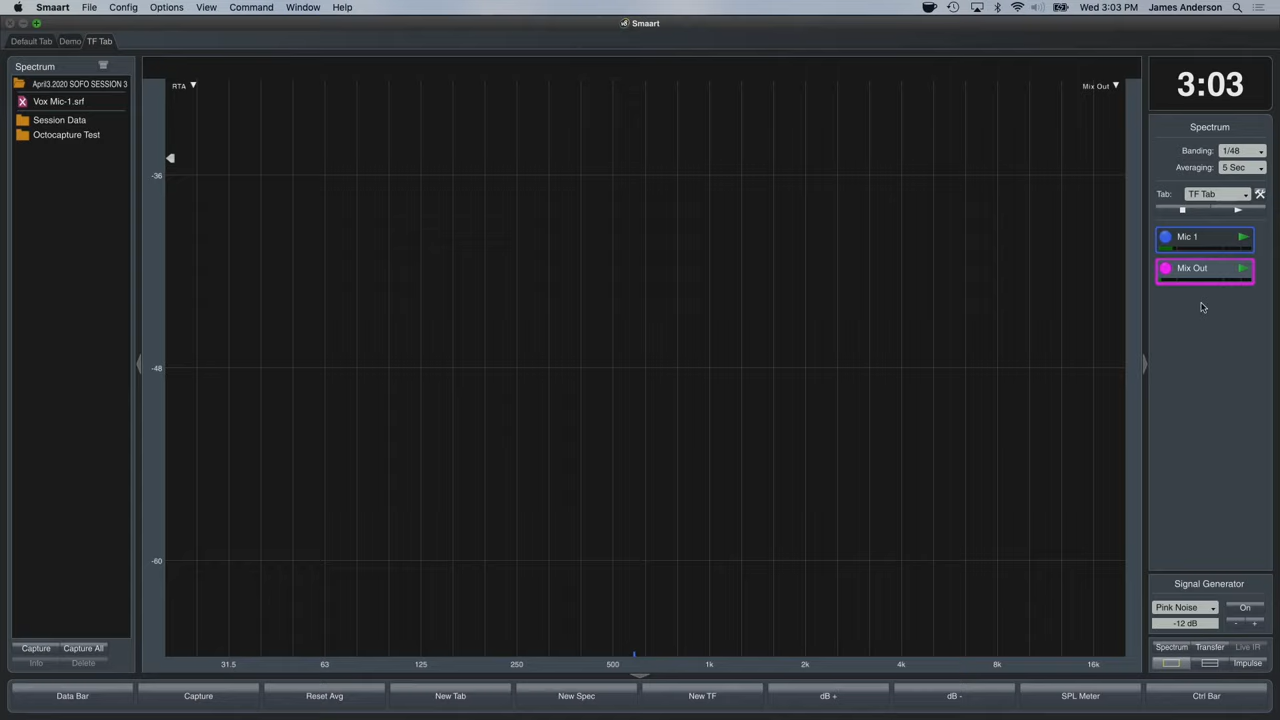 Smaart File Config Options View Command Window Help Wed 3:03 PM James Anderson
Smaart
Default Tab Demo TF Tab
Spectrum
April3.2020 SOFO SESSION 3
Vox Mic-1.srf
Session Data
Octocapture Test
Capture Capture All
Info Delete
RTA Mix Out
-36
-48
-60
31.5 63 125 250 500 1k 2k 4k 8k 16k
3:03
Spectrum
Banding: 1/48
Averaging: 5 Sec
Tab: TF Tab
Mic 1
Mix Out
Signal Generator
Pink Noise On
-12 dB - +
Spectrum Transfer Live IR
Impulse
Data Bar Capture Reset Avg New Tab New Spec New TF dB + dB - SPL Meter Ctrl Bar